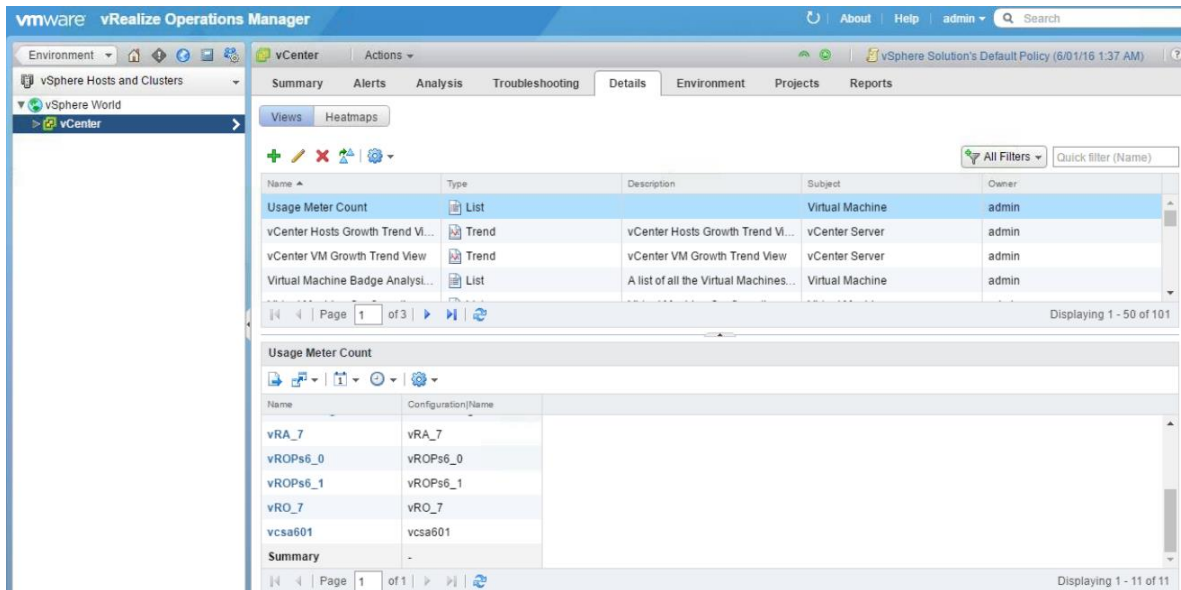 vmware vRealize Operations Manager About Help admin Search
Environment vCenter Actions vSphere Solution's Default Policy (6/01/16 1:37 AM) ?
vSphere Hosts and Clusters Summary Alerts Analysis Troubleshooting Details Environment Projects Reports
vSphere World
vCenter
Views Heatmaps
All Filters Quick filter (Name)
Name Type Description Subject Owner
Usage Meter Count List Virtual Machine admin
vCenter Hosts Growth Trend Vi... Trend vCenter Hosts Growth Trend Vi... vCenter Server admin
vCenter VM Growth Trend View Trend vCenter VM Growth Trend View vCenter Server admin
Virtual Machine Badge Analysi... List A list of all the Virtual Machines... Virtual Machine admin
Page 1 of 3 Displaying 1 - 50 of 101
Usage Meter Count
1
Name Configuration|Name
vRA_7 vRA_7
vROPs6_0 vROPs6_0
vROPs6_1 vROPs6_1
vRO_7 vRO_7
vcsa601 vcsa601
Summary -
Page 1 of 1 Displaying 1 - 11 of 11